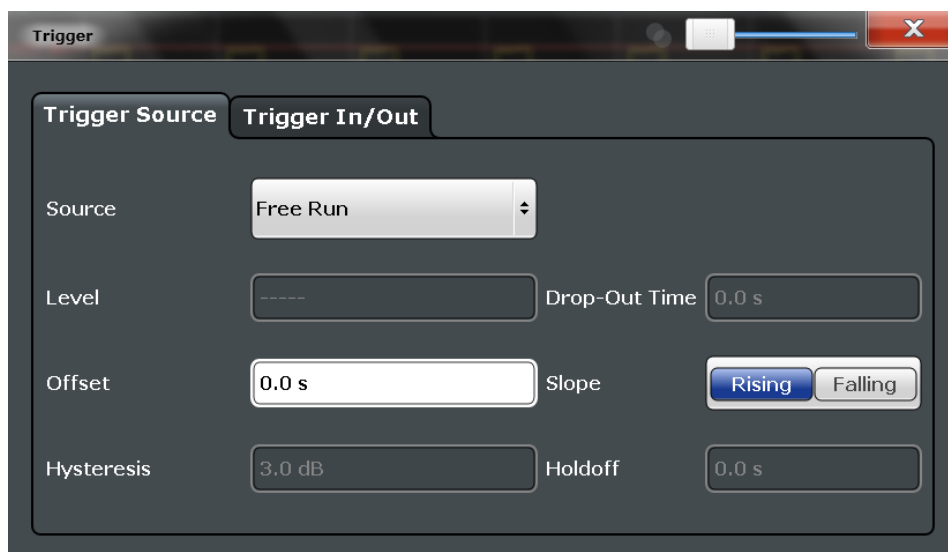 Trigger
X
Trigger Source Trigger In/Out
Source Free Run
Level ----- Drop-Out Time 0.0 s
Offset 0.0 s Slope Rising Falling
Hysteresis 3.0 dB Holdoff 0.0 s